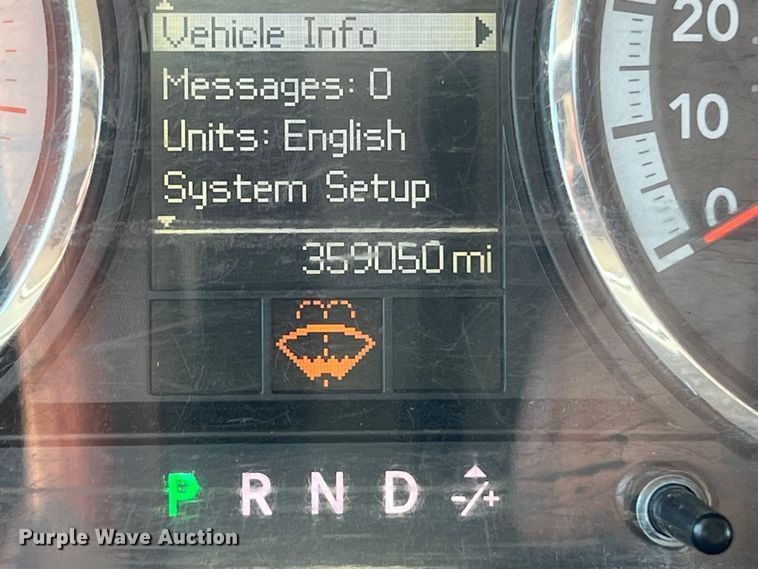 Vehicle Info
Messages: 0
Units: English
System Setup
359050 mi
20
10
0
P R N D -/+
Purple Wave Auction